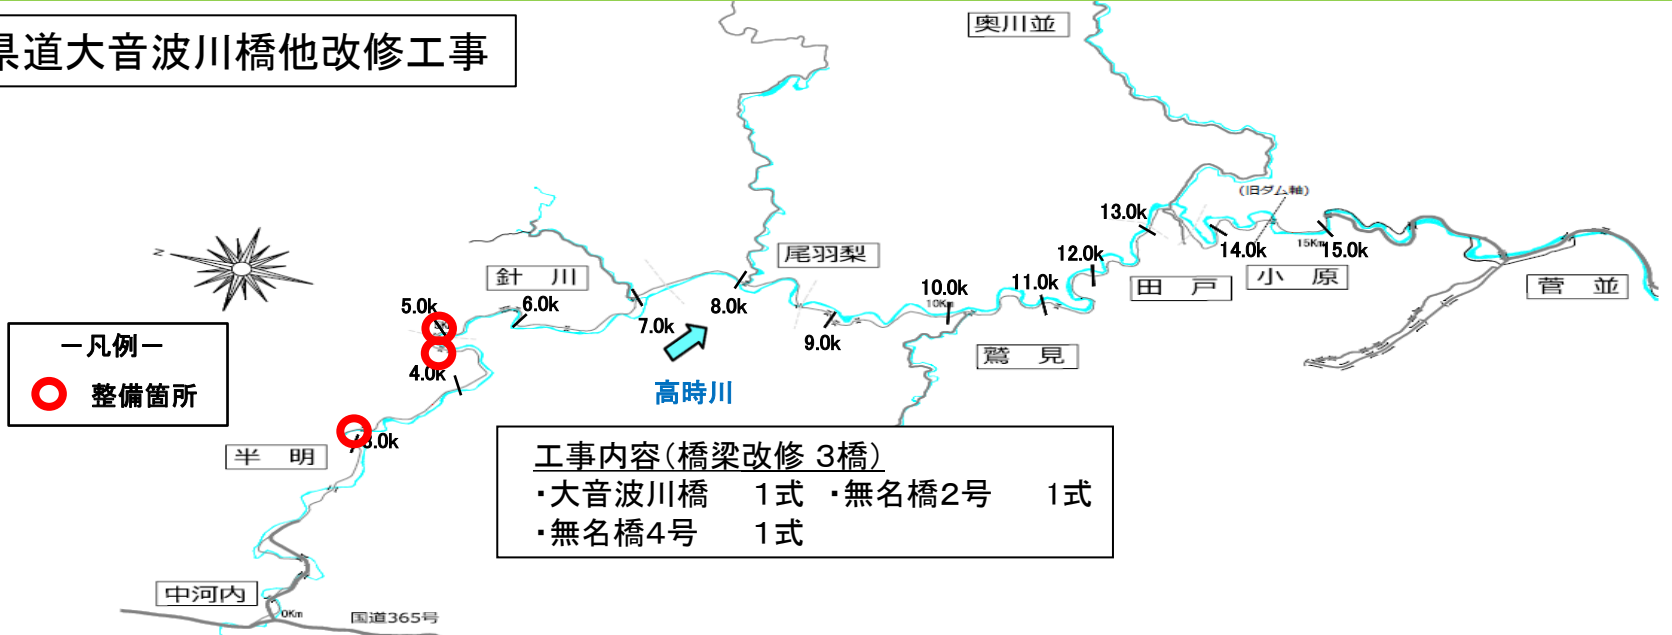 県道大音波川橋他改修工事
奥川並
(旧ダム軸)
13.0k
14.0k
15Km
15.0k
12.0k
尾羽梨
針 川
田 戸
小 原
菅 並
11.0k
10.0k
10Km
8.0k
7.0k
6.0k
5.0k
9.0k
鷲 見
4.0k
高時川
ー凡例ー
整備箇所
3.0k
半 明
工事内容(橋梁改修 3橋)
・大音波川橋 1式 ・無名橋2号 1式
・無名橋4号 1式
中河内
0Km
国道365号